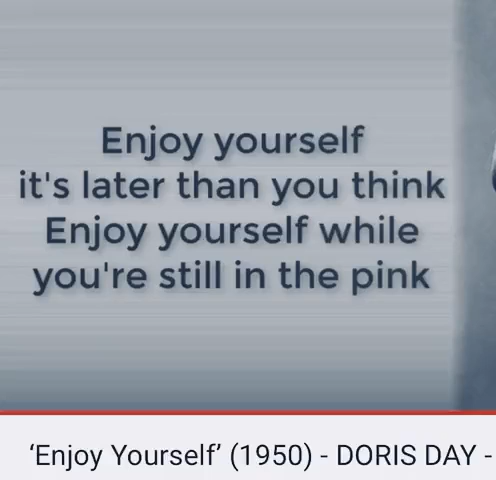 Enjoy yourself
it's later than you think
Enjoy yourself while
you're still in the pink
‘Enjoy Yourself’ (1950) - DORIS DAY -